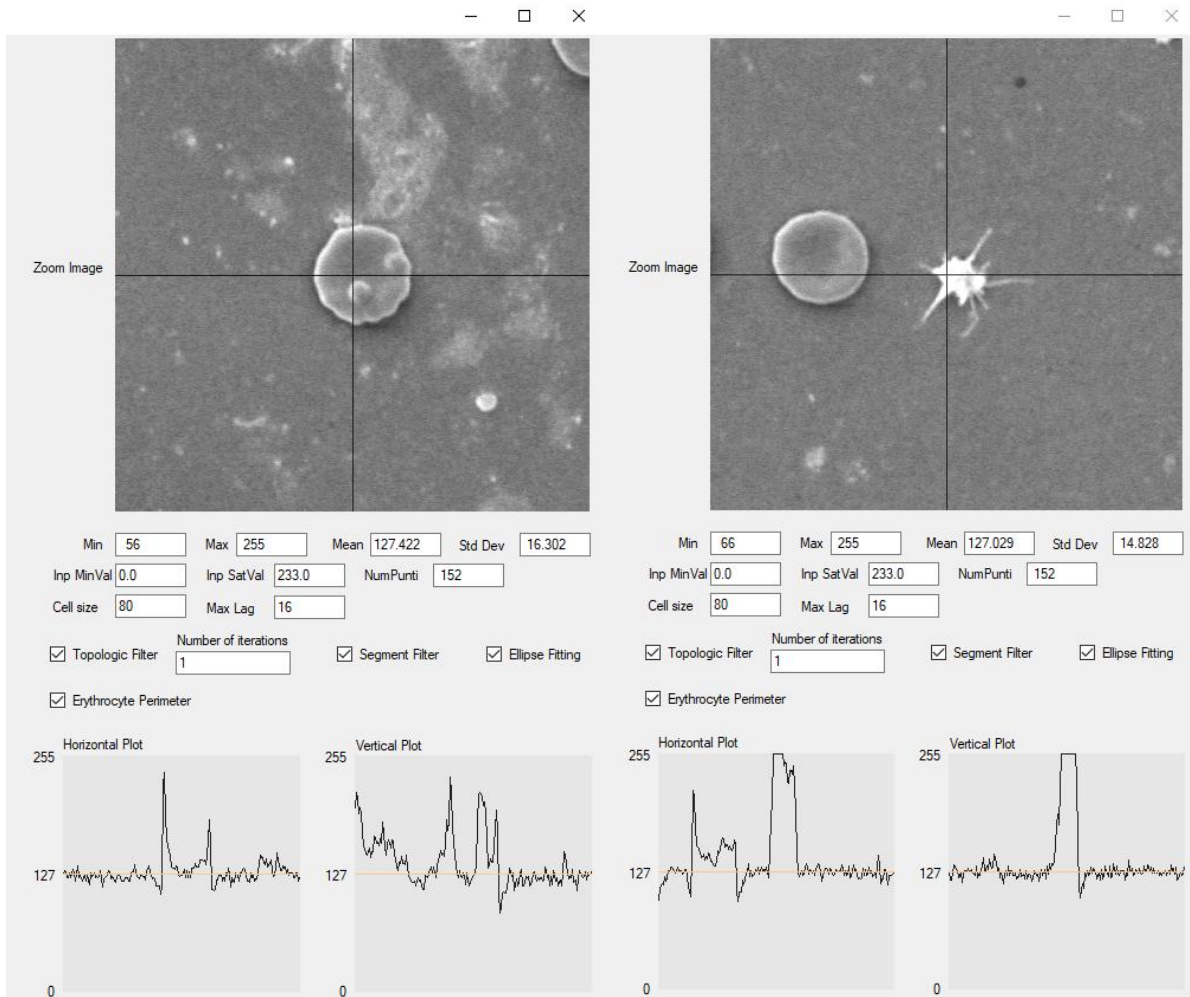 Zoom Image
Min 56 Max 255 Mean 127.422 Std Dev 16.302
Inp MinVal 0.0 Inp SatVal 233.0 NumPunti 152
Cell size 80 Max Lag 16
Number of iterations
Topologic Filter 1 Segment Filter Ellipse Fitting
Erythrocyte Perimeter
Horizontal Plot Vertical Plot
255 255
127 127
0 0
Zoom Image
Min 66 Max 255 Mean 127.029 Std Dev 14.828
Inp MinVal 0.0 Inp SatVal 233.0 NumPunti 152
Cell size 80 Max Lag 16
Number of iterations
Topologic Filter 1 Segment Filter Ellipse Fitting
Erythrocyte Perimeter
Horizontal Plot Vertical Plot
255 255
127 127
0 0